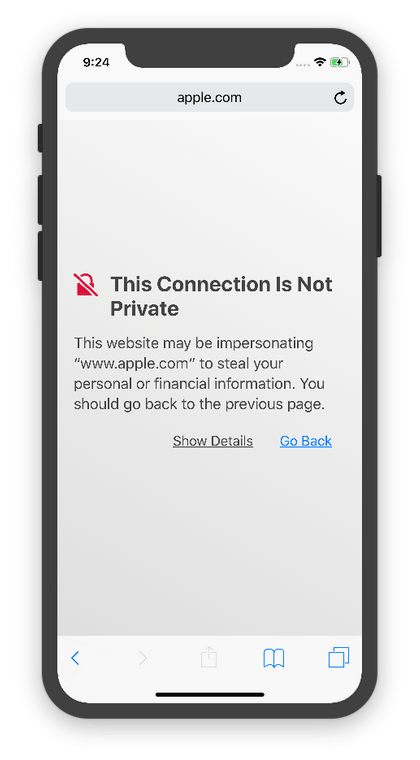 9:24
apple.com
This Connection Is Not
Private
This website may be impersonating
“www.apple.com” to steal your
personal or financial information. You
should go back to the previous page.
Show Details Go Back